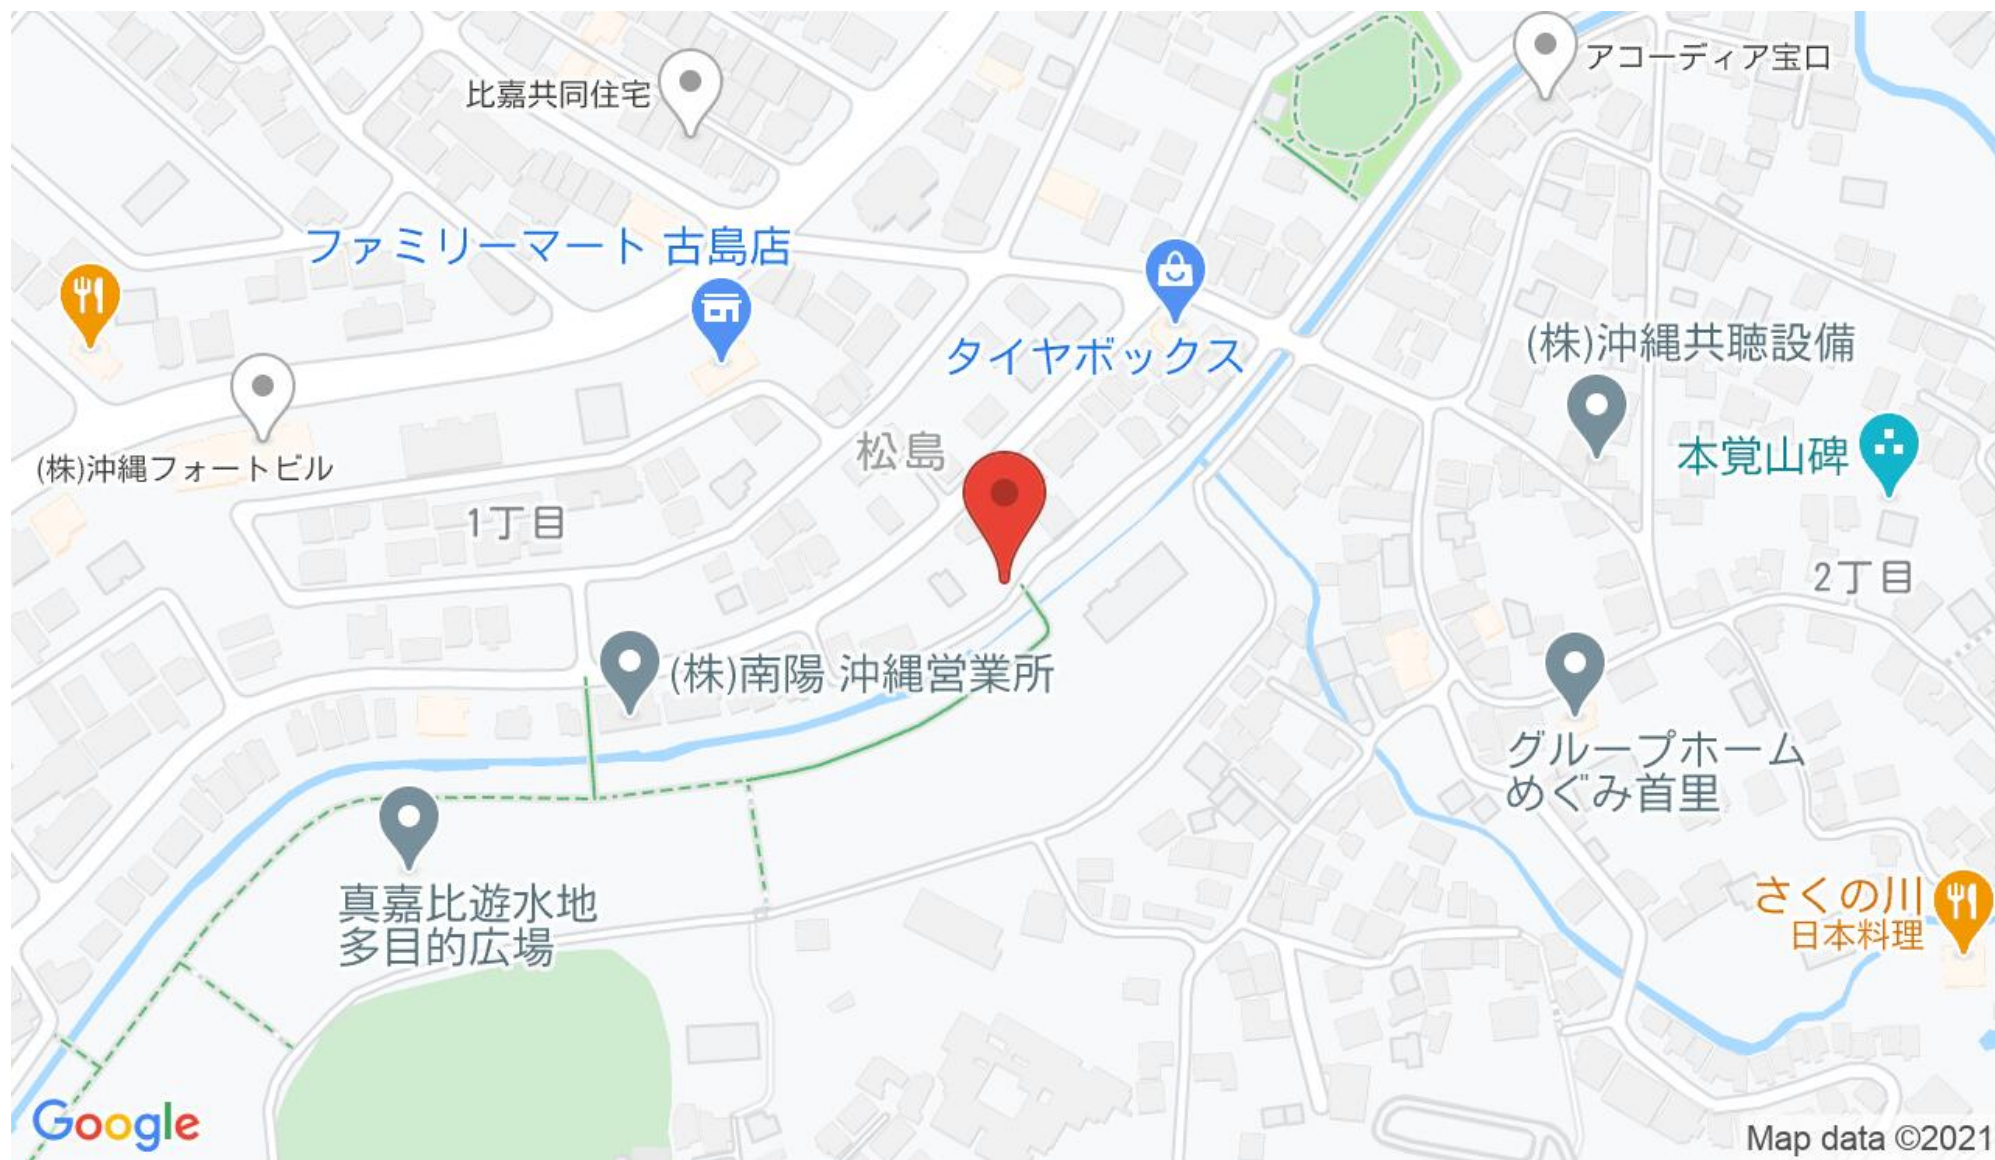 アコーディア宝口
比嘉共同住宅
ファミリーマート 古島店
タイヤボックス
(株)沖縄共聴設備
(株)沖縄フォートビル
松島
本覚山碑
1丁目
2丁目
(株)南陽 沖縄営業所
グループホーム
めぐみ首里
真嘉比遊水地
多目的広場
さくの川
日本料理
Google
Map data ©2021